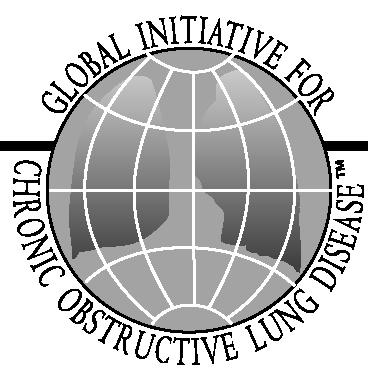 GLOBAL INITIATIVE FOR
CHRONIC OBSTRUCTIVE LUNG DISEASE™